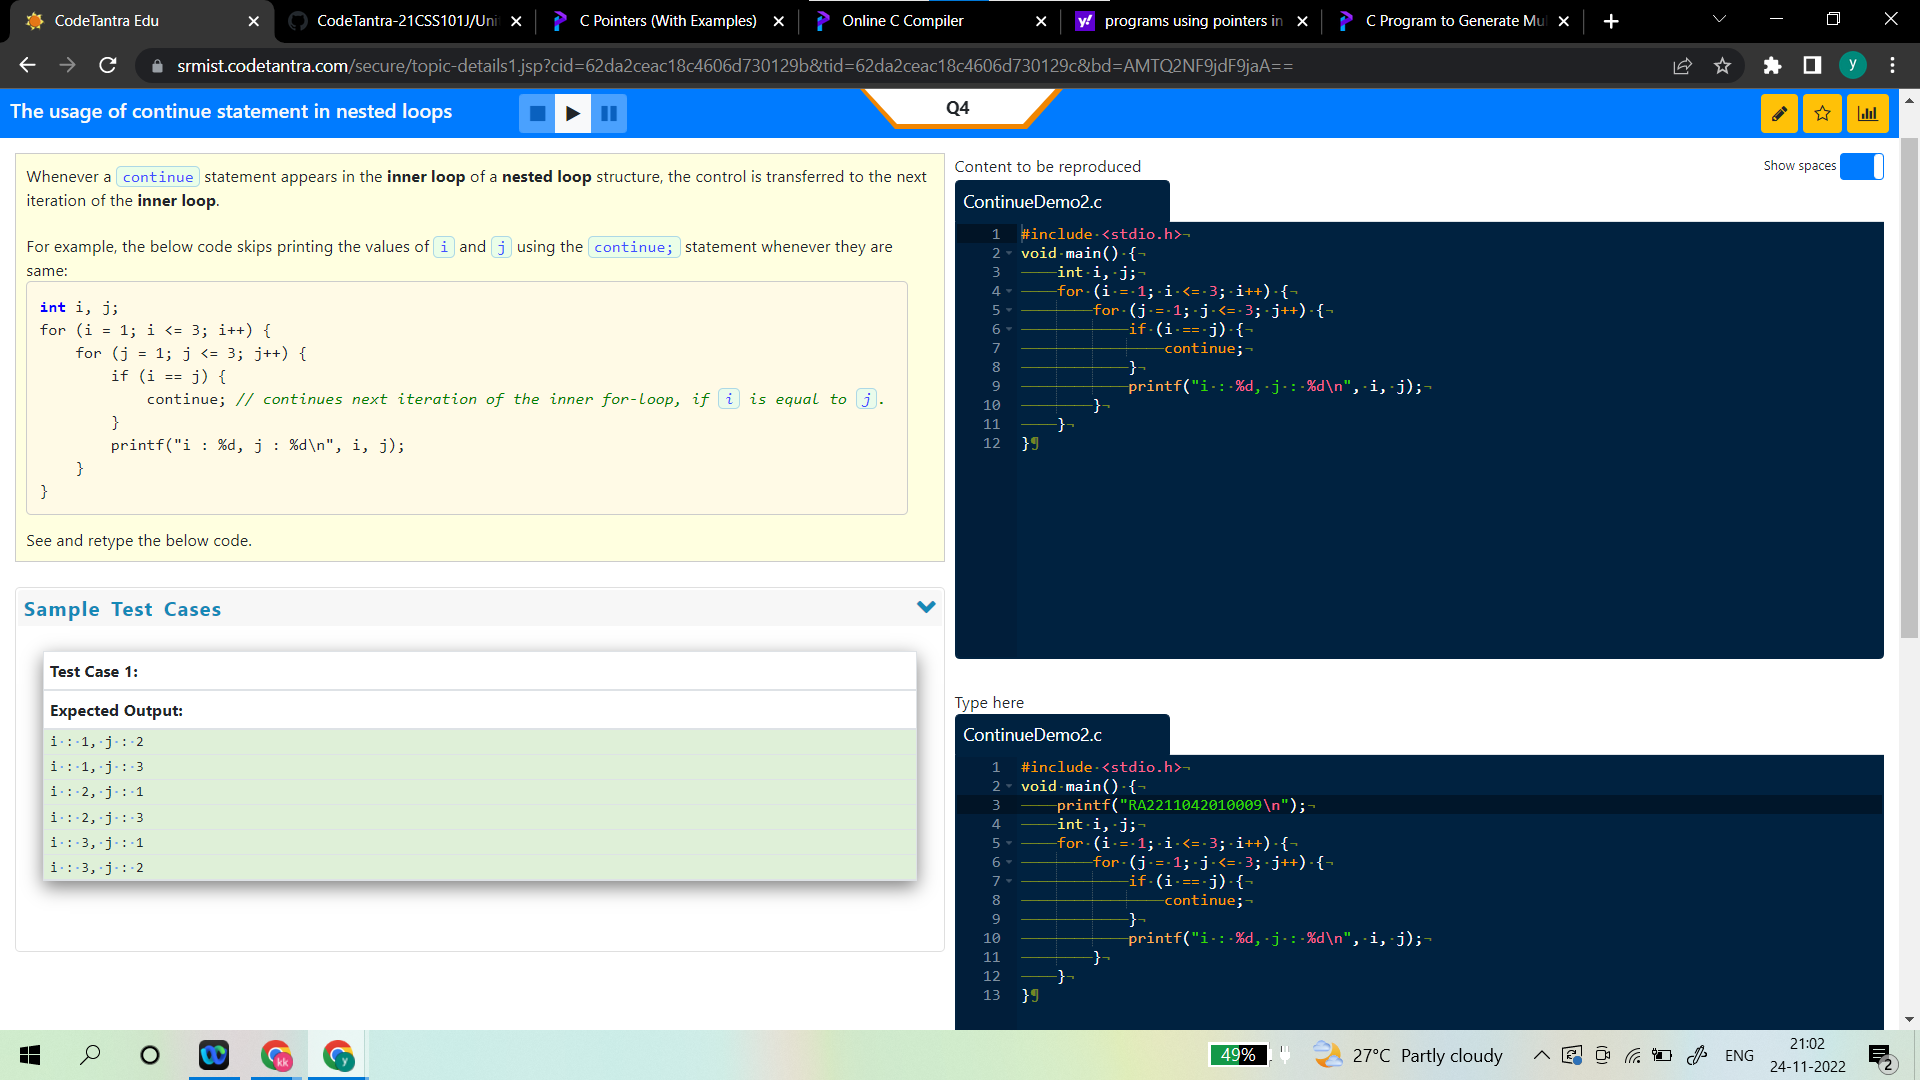 CodeTantra Edu
CodeTantra-21CSS101J/Uni
C Pointers (With Examples)
Online C Compiler
programs using pointers in
C Program to Generate Mul
srmist.codetantra.com/secure/topic-details1.jsp?cid=62da2ceac18c4606d730129b&tid=62da2ceac18c4606d730129c&bd=AMTQ2NF9jdF9jaA==
y
The usage of continue statement in nested loops
Q4
Whenever a continue statement appears in the inner loop of a nested loop structure, the control is transferred to the next
iteration of the inner loop.
For example, the below code skips printing the values of i and j using the continue; statement whenever they are
same:
int i, j;
for (i = 1; i <= 3; i++) {
    for (j = 1; j <= 3; j++) {
        if (i == j) {
            continue; // continues next iteration of the inner for-loop, if i is equal to j.
        }
        printf("i : %d, j : %d\n", i, j);
    }
}
See and retype the below code.
Sample Test Cases
Test Case 1:
Expected Output:
i·:·1,·j·:·2
i·:·1,·j·:·3
i·:·2,·j·:·1
i·:·2,·j·:·3
i·:·3,·j·:·1
i·:·3,·j·:·2
Content to be reproduced
Show spaces
ContinueDemo2.c
1 #include·<stdio.h>¬
2 void·main()·{¬
3     int·i,·j;¬
4     for·(i·=·1;·i·<=·3;·i++)·{¬
5         for·(j·=·1;·j·<=·3;·j++)·{¬
6             if·(i·==·j)·{¬
7                 continue;¬
8             }¬
9             printf("i·:·%d,·j·:·%d\n",·i,·j);¬
10         }¬
11     }¬
12 }¶
Type here
ContinueDemo2.c
1 #include·<stdio.h>¬
2 void·main()·{¬
3     printf("RA2211042010009\n");¬
4     int·i,·j;¬
5     for·(i·=·1;·i·<=·3;·i++)·{¬
6         for·(j·=·1;·j·<=·3;·j++)·{¬
7             if·(i·==·j)·{¬
8                 continue;¬
9             }¬
10             printf("i·:·%d,·j·:·%d\n",·i,·j);¬
11         }¬
12     }¬
13 }¶
kk
y
49%
27°C Partly cloudy
ENG
21:02
24-11-2022
2